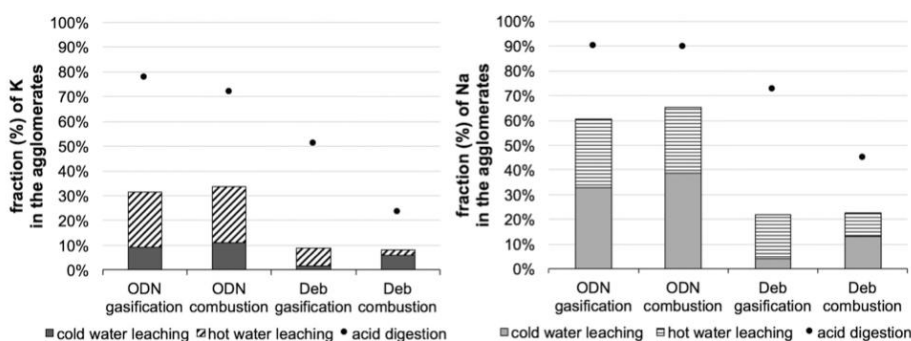 fraction (%) of K
in the agglomerates
100%
90%
80%
70%
60%
50%
40%
30%
20%
10%
0%
ODN
gasification
ODN
combustion
Deb
gasification
Deb
combustion
cold water leaching
hot water leaching
acid digestion
fraction (%) of Na
in the agglomerates
100%
90%
80%
70%
60%
50%
40%
30%
20%
10%
0%
ODN
gasification
ODN
combustion
Deb
gasification
Deb
combustion
cold water leaching
hot water leaching
acid digestion